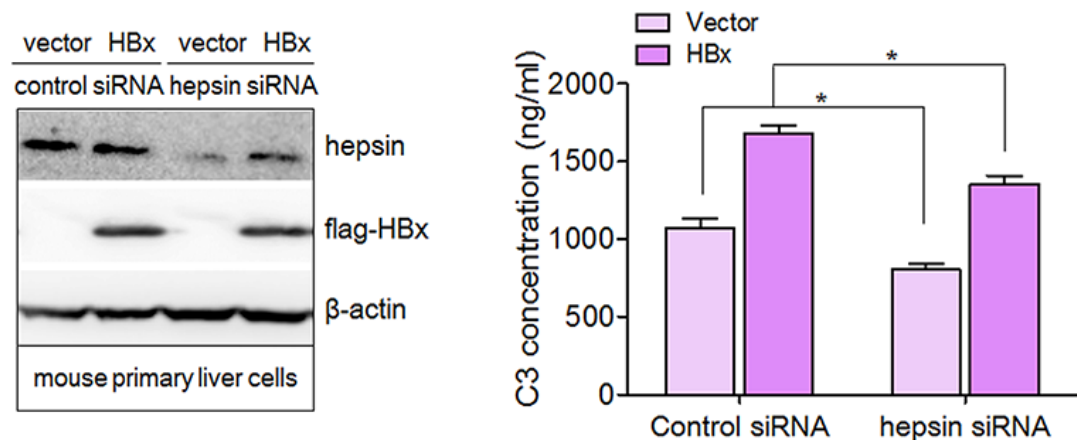 vector HBx vector HBx
control siRNA hepsin siRNA
hepsin
flag-HBx
β-actin
mouse primary liver cells
Vector
HBx
C3 concentration (ng/ml)
2000
1500
1000
500
0
*
*
Control siRNA
hepsin siRNA